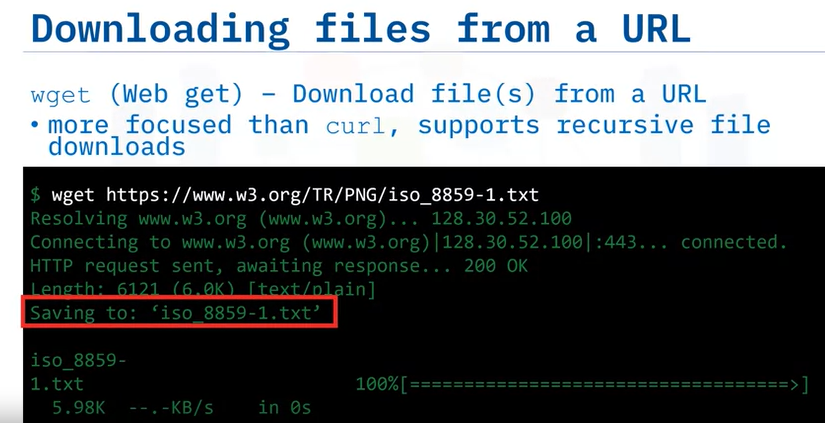 Downloading files from a URL
wget (Web get) – Download file(s) from a URL
• more focused than curl, supports recursive file
downloads
$ wget https://www.w3.org/TR/PNG/iso_8859-1.txt
Resolving www.w3.org (www.w3.org)... 128.30.52.100
Connecting to www.w3.org (www.w3.org)|128.30.52.100|:443... connected.
HTTP request sent, awaiting response... 200 OK
Length: 6121 (6.0K) [text/plain]
Saving to: ‘iso_8859-1.txt’
iso_8859-
1.txt 100%[===================================>]
5.98K --.-KB/s in 0s